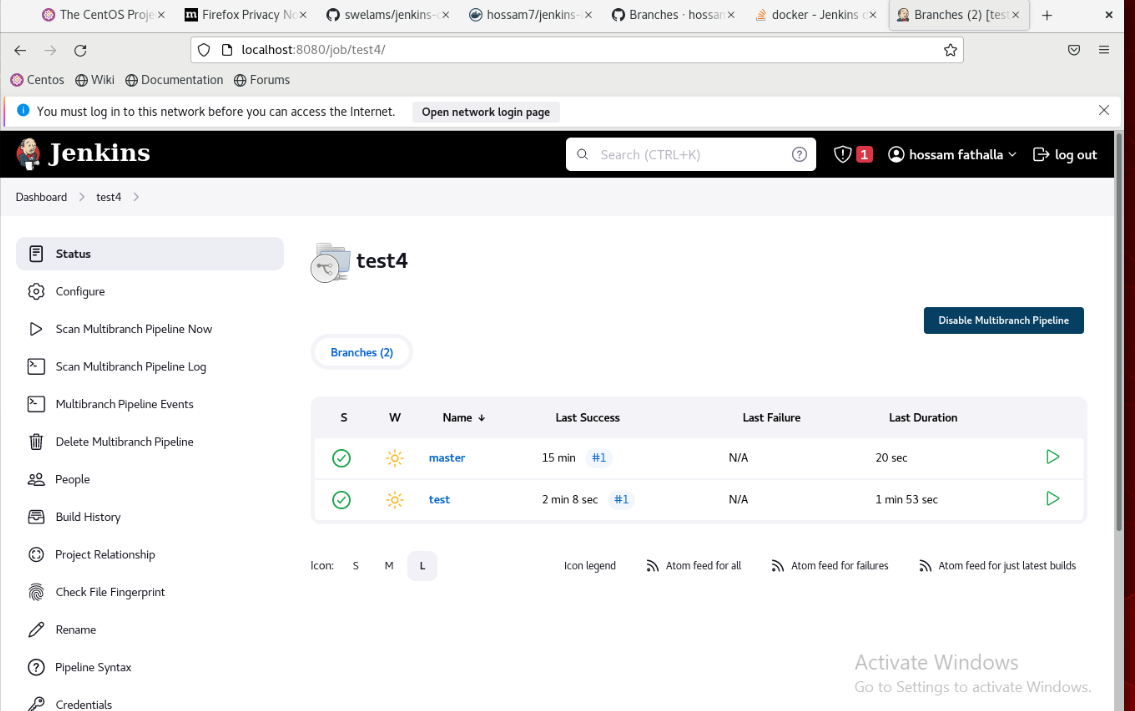 The CentOS Proje
Firefox Privacy No
swelams/jenkins-
hossam7/jenkins-
Branches · hossan
docker - Jenkins d
Branches (2) [test
localhost:8080/job/test4/
Centos Wiki Documentation Forums
You must log in to this network before you can access the Internet. Open network login page
Jenkins Search (CTRL+K) 1 hossam fathalla log out
Dashboard test4
Status
Configure
Scan Multibranch Pipeline Now
Scan Multibranch Pipeline Log
Multibranch Pipeline Events
Delete Multibranch Pipeline
People
Build History
Project Relationship
Check File Fingerprint
Rename
Pipeline Syntax
Credentials
test4
Disable Multibranch Pipeline
Branches (2)
S W Name ↓ Last Success Last Failure Last Duration
master 15 min #1 N/A 20 sec
test 2 min 8 sec #1 N/A 1 min 53 sec
Icon: S M L Icon legend Atom feed for all Atom feed for failures Atom feed for just latest builds
Activate Windows
Go to Settings to activate Windows.